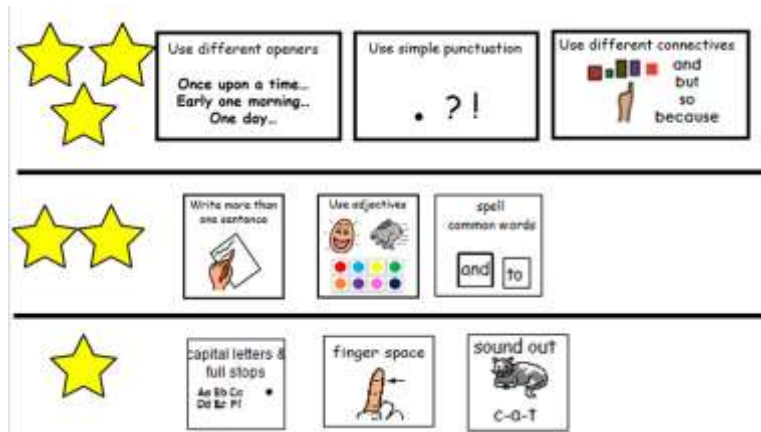 Use different openers
Once upon a time...
Early one morning...
One day...
Use simple punctuation
. ? !
Use different connectives
and
but
so
because
Write more than
one sentence
Use adjectives
spell
common words
and to
capital letters &
full stops
Aa Bb Cc
Dd Ee Ff
finger space
sound out
c-a-t